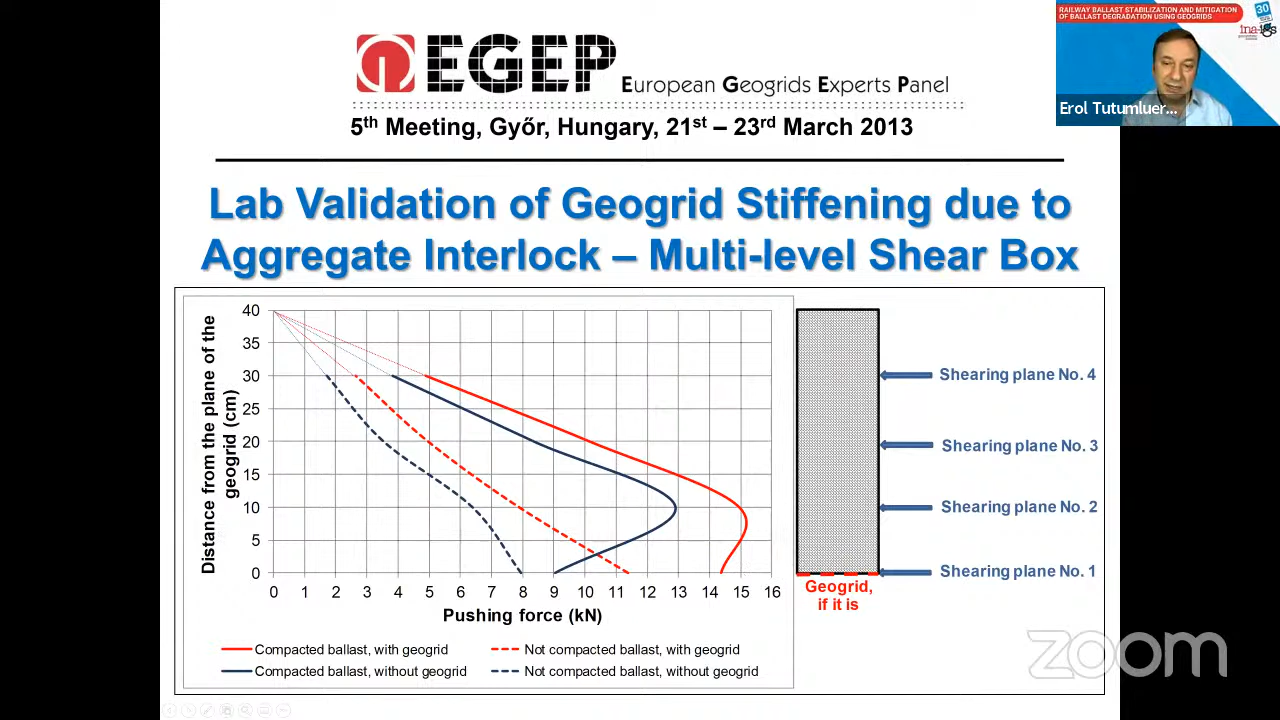 RAILWAY BALLAST STABILIZATION AND MITIGATION
OF BALLAST DEGRADATION USING GEOGRIDS
30
Erol Tutumluer...
EGEP European Geogrids Experts Panel
5th Meeting, Győr, Hungary, 21st – 23rd March 2013
Lab Validation of Geogrid Stiffening due to
Aggregate Interlock – Multi-level Shear Box
Distance from the plane of the
geogrid (cm)
40
35
30
25
20
15
10
5
0
0 1 2 3 4 5 6 7 8 9 10 11 12 13 14 15 16
Pushing force (kN)
Compacted ballast, with geogrid
Not compacted ballast, with geogrid
Compacted ballast, without geogrid
Not compacted ballast, without geogrid
Shearing plane No. 4
Shearing plane No. 3
Shearing plane No. 2
Shearing plane No. 1
Geogrid,
if it is
zoom